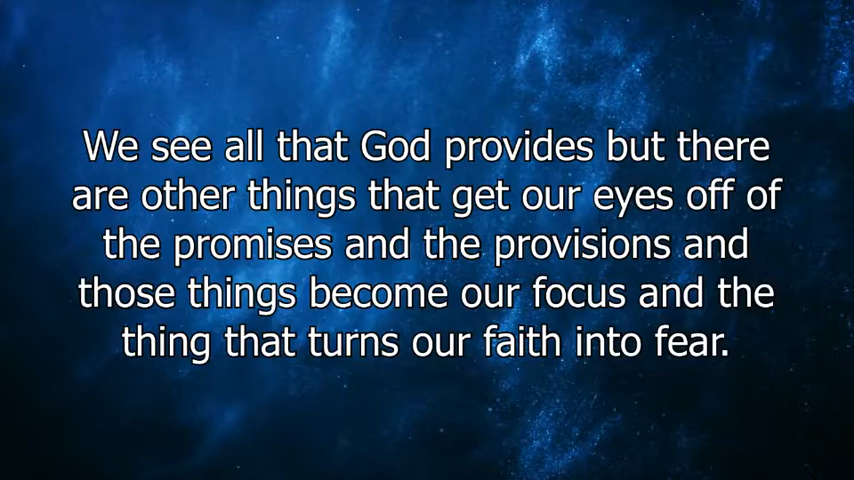 We see all that God provides but there
are other things that get our eyes off of
the promises and the provisions and
those things become our focus and the
thing that turns our faith into fear.